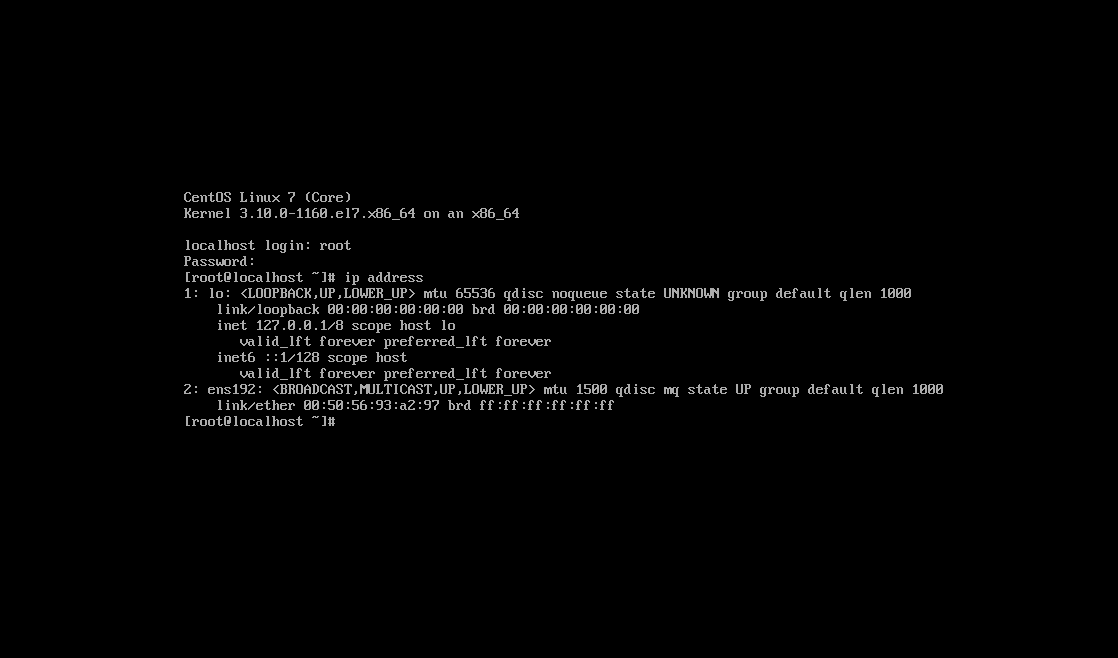 CentOS Linux 7 (Core)
Kernel 3.10.0-1160.el7.x86_64 on an x86_64
localhost login: root
Password:
[root@localhost ~]# ip address
1: lo: <LOOPBACK,UP,LOWER_UP> mtu 65536 qdisc noqueue state UNKNOWN group default qlen 1000
    link/loopback 00:00:00:00:00:00 brd 00:00:00:00:00:00
    inet 127.0.0.1/8 scope host lo
       valid_lft forever preferred_lft forever
    inet6 ::1/128 scope host
       valid_lft forever preferred_lft forever
2: ens192: <BROADCAST,MULTICAST,UP,LOWER_UP> mtu 1500 qdisc mq state UP group default qlen 1000
    link/ether 00:50:56:93:a2:97 brd ff:ff:ff:ff:ff:ff
[root@localhost ~]#